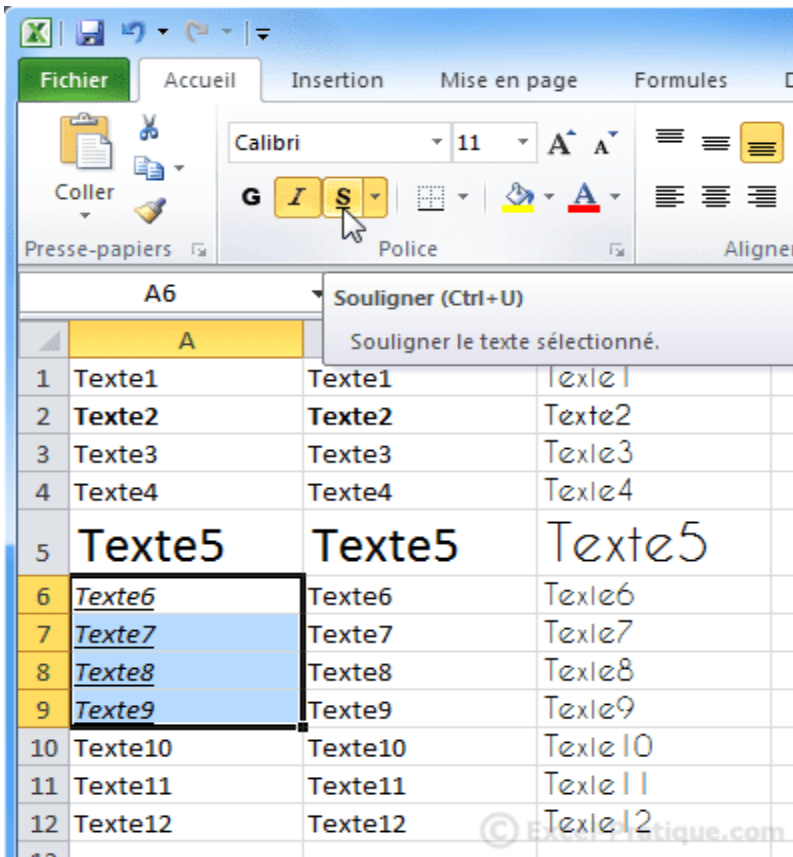 Fichier Accueil Insertion Mise en page Formules
Calibri 11 A A
Coller G I S A
Presse-papiers Police
A6
Souligner (Ctrl+U)
Souligner le texte sélectionné.
A
1 Texte1 Texte1 Texte1
2 Texte2 Texte2 Texte2
3 Texte3 Texte3 Texte3
4 Texte4 Texte4 Texte4
5 Texte5 Texte5 Texte5
6 Texte6 Texte6 Texte6
7 Texte7 Texte7 Texte7
8 Texte8 Texte8 Texte8
9 Texte9 Texte9 Texte9
10 Texte10 Texte10 Texte10
11 Texte11 Texte11 Texte11
12 Texte12 Texte12 Texte12
© Excel-Pratique.com